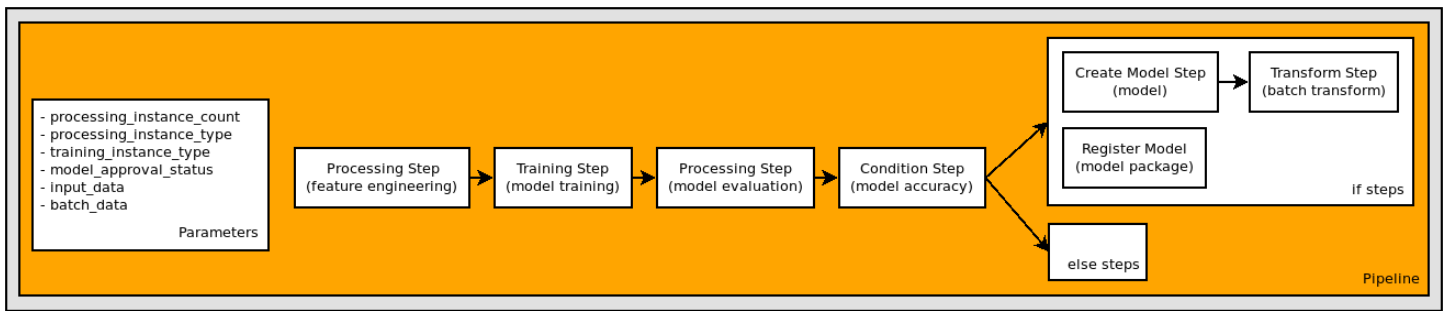 - processing_instance_count
- processing_instance_type
- training_instance_type
- model_approval_status
- input_data
- batch_data
Parameters
Processing Step
(feature engineering)
Training Step
(model training)
Processing Step
(model evaluation)
Condition Step
(model accuracy)
Create Model Step
(model)
Transform Step
(batch transform)
Register Model
(model package)
if steps
else steps
Pipeline